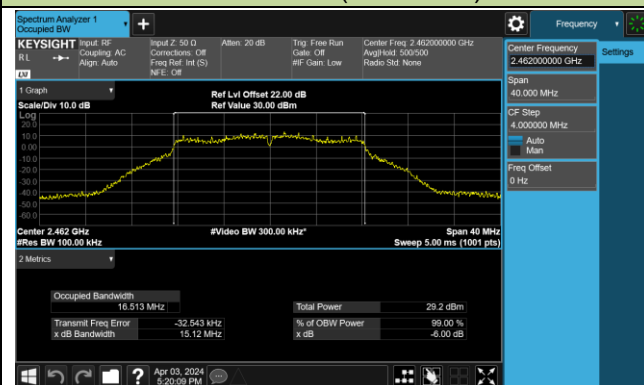 Spectrum Analyzer 1
Occupied BW
Frequency
KEYSIGHT
Input: RF
Input Z: 50 Ω
Atten: 20 dB
Trig: Free Run
Center Freq: 2.462000000 GHz
R L
Coupling: AC
Corrections: Off
Gate: Off
Avg|Hold: 500/500
Align: Auto
Freq Ref: Int (S)
#IF Gain: Low
Radio Std: None
LXI
NFE: Off
Center Frequency
2.462000000 GHz
Settings
Span
40.000 MHz
CF Step
4.000000 MHz
Auto
Man
Freq Offset
0 Hz
1 Graph
Ref Lvl Offset 22.00 dB
Scale/Div 10.0 dB
Ref Value 30.00 dBm
Log
20.0
10.0
0.00
-10.0
-20.0
-30.0
-40.0
-50.0
-60.0
Center 2.462 GHz
#Video BW 300.00 kHz*
Span 40 MHz
#Res BW 100.00 kHz
Sweep 5.00 ms (1001 pts)
2 Metrics
Occupied Bandwidth
16.513 MHz
Total Power
29.2 dBm
Transmit Freq Error
-32.543 kHz
% of OBW Power
99.00 %
x dB Bandwidth
15.12 MHz
x dB
-6.00 dB
Apr 03, 2024
5:20:09 PM